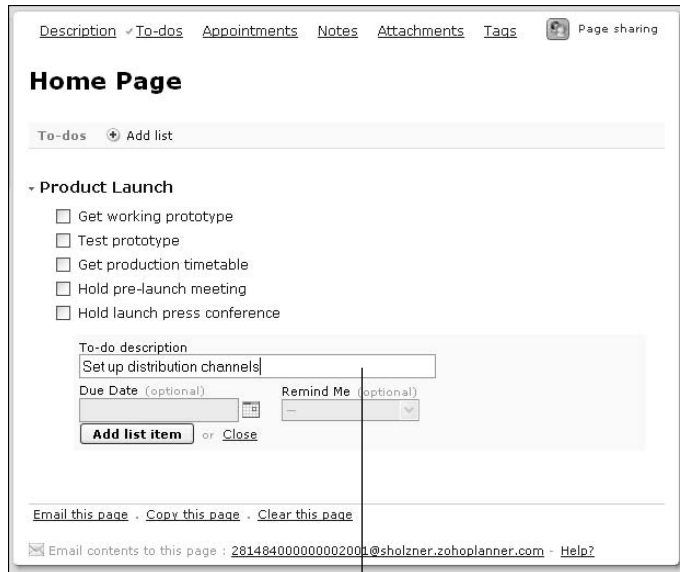 Description ✓To-dos Appointments Notes Attachments Tags Page sharing
Home Page
To-dos Add list
Product Launch
Get working prototype
Test prototype
Get production timetable
Hold pre-launch meeting
Hold launch press conference
To-do description
Set up distribution channels
Due Date (optional) Remind Me (optional)
—
Add list item or Close
Email this page . Copy this page . Clear this page
Email contents to this page : 281484000000002001@sholzner.zohoplanner.com - Help?